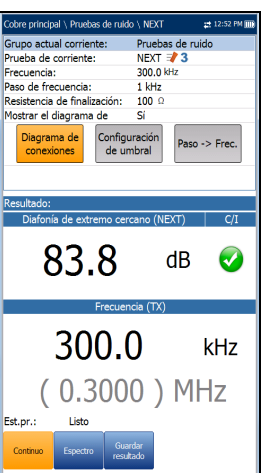 Cobre principal \ Pruebas de ruido \ NEXT 12:52 PM
Grupo actual corriente: Pruebas de ruido
Prueba de corriente: NEXT 3
Frecuencia: 300.0 kHz
Paso de frecuencia: 1 kHz
Resistencia de finalización: 100 Ω
Mostrar el diagrama de Sí
Diagrama de conexiones
Configuración de umbral
Paso -> Frec.
Resultado:
Diafonía de extremo cercano (NEXT) C/I
83.8 dB
Frecuencia (TX)
300.0 kHz
( 0.3000 ) MHz
Est.pr.: Listo
Continuo
Espectro
Guardar resultado